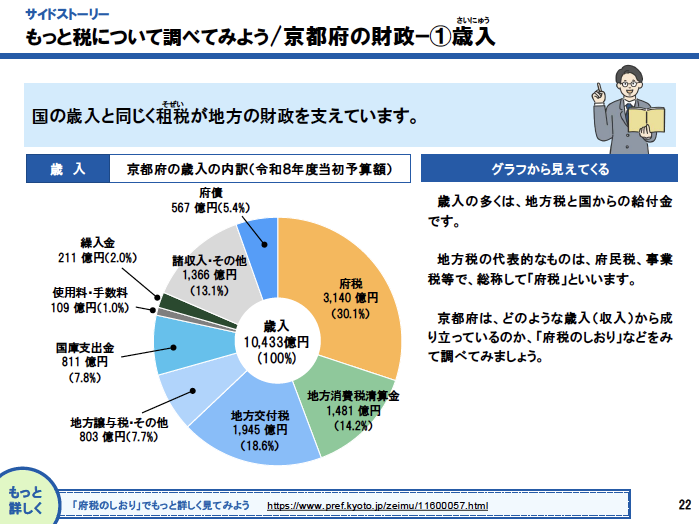 サイドストーリー
もっと税について調べてみよう/京都府の財政-①歳入
さいにゅう
国の歳入と同じく租税が地方の財政を支えています。
そぜい
歳 入
京都府の歳入の内訳(令和8年度当初予算額)
グラフから見えてくる
府債
567 億円(5.4%)
繰入金
211 億円(2.0%)
諸収入・その他
1,366 億円
(13.1%)
使用料・手数料
109 億円(1.0%)
国庫支出金
811 億円
(7.8%)
地方譲与税・その他
803 億円(7.7%)
地方交付税
1,945 億円
(18.6%)
地方消費税清算金
1,481 億円
(14.2%)
府税
3,140 億円
(30.1%)
歳入
10,433億円
(100%)
歳入の多くは、地方税と国からの給付金
です。
地方税の代表的なものは、府民税、事業
税等で、総称して「府税」といいます。
京都府は、どのような歳入(収入)から成
り立っているのか、「府税のしおり」などをみ
て調べてみましょう。
もっと
詳しく
「府税のしおり」でもっと詳しく見てみよう
https://www.pref.kyoto.jp/zeimu/11600057.html
22